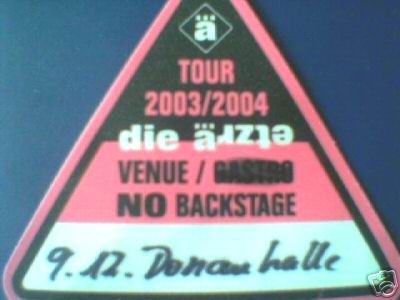 ä
TOUR
2003/2004
die ärzte
VENUE / GASTRO
NO BACKSTAGE
9.12. Donauhalle